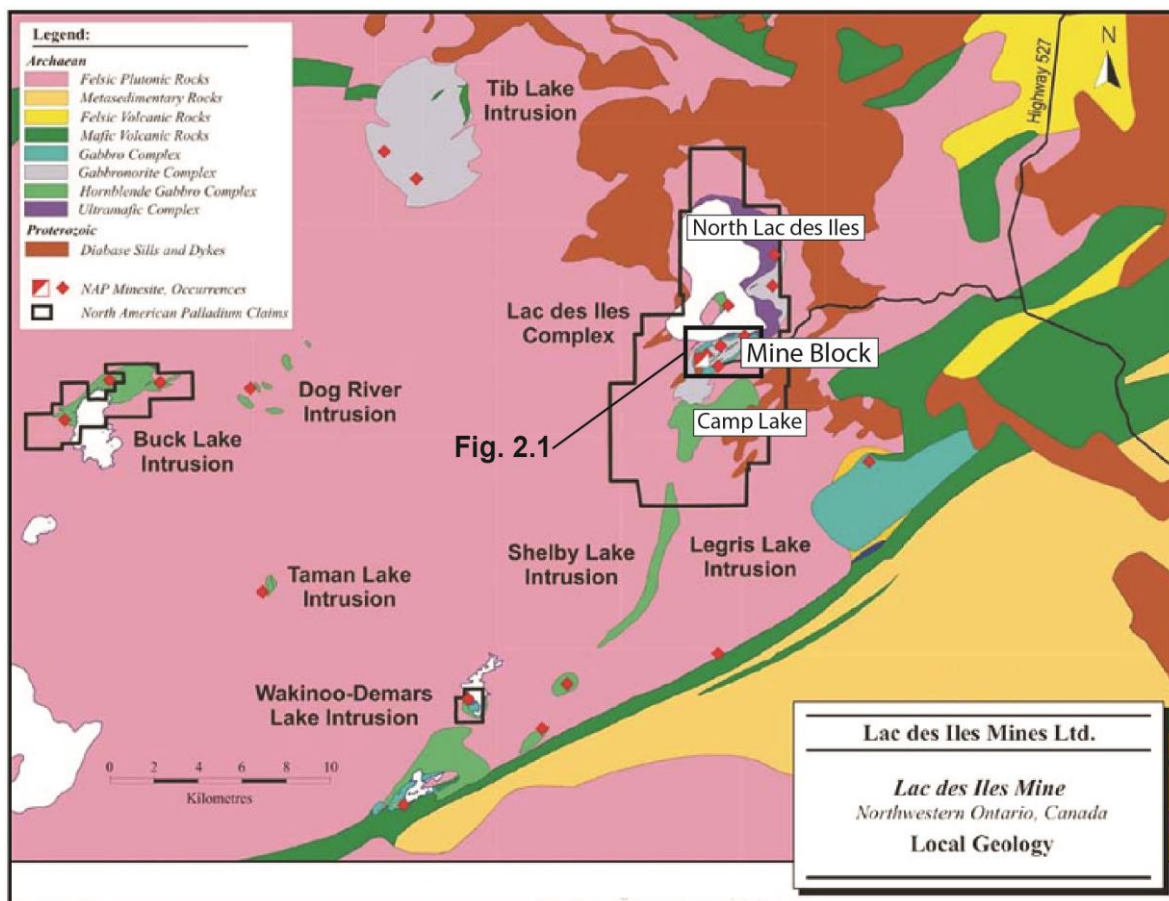 Legend:
Archaean
Felsic Plutonic Rocks
Metasedimentary Rocks
Felsic Volcanic Rocks
Mafic Volcanic Rocks
Gabbro Complex
Gabbronorite Complex
Hornblende Gabbro Complex
Ultramafic Complex
Proterozoic
Diabase Sills and Dykes
NAP Minesite, Occurrences
North American Palladium Claims
Tib Lake
Intrusion
Highway 527
N
North Lac des Iles
Lac des Iles
Complex
Mine Block
Camp Lake
Fig. 2.1
Dog River
Intrusion
Buck Lake
Intrusion
Shelby Lake
Intrusion
Legris Lake
Intrusion
Taman Lake
Intrusion
Wakinoo-Demars
Lake Intrusion
0 2 4 6 8 10
Kilometres
Lac des Iles Mines Ltd.
Lac des Iles Mine
Northwestern Ontario, Canada
Local Geology